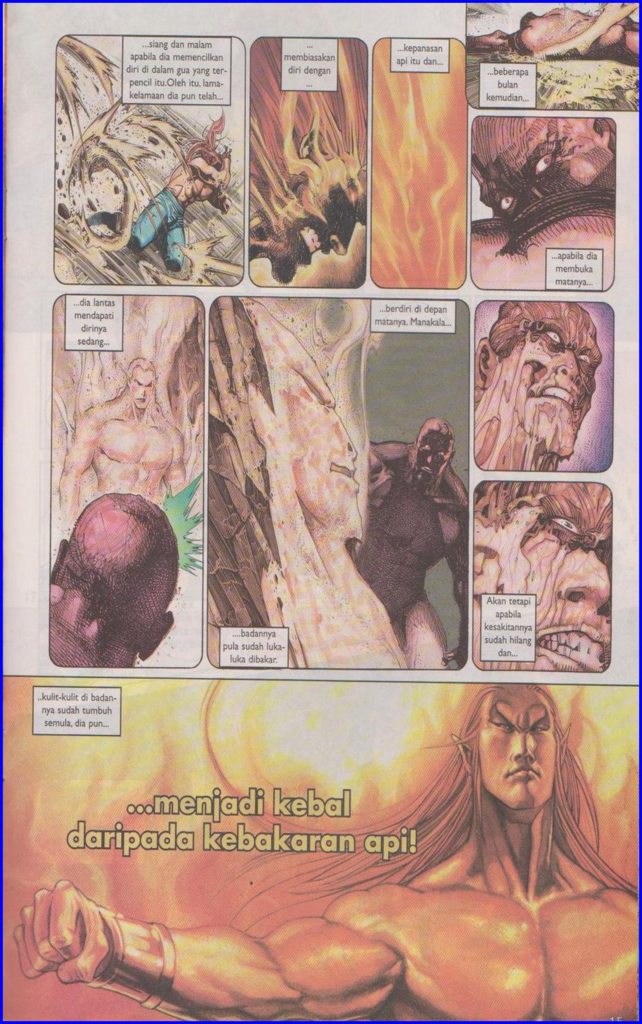 ...siang dan malam
apabila dia memencilkan
diri di dalam gua yang ter-
pencil itu.Oleh itu, lama-
kelamaan dia pun telah...
...
membiasakan
diri dengan
...
...kepanasan
api itu dan...
...beberapa
bulan
kemudian...
...apabila dia
membuka
matanya...
...dia lantas
mendapati
dirinya
sedang...
...berdiri di depan
matanya. Manakala...
....badannya
pula sudah luka-
luka dibakar.
Akan tetapi
apabila
kesakitannya
sudah hilang
dan...
..kulit-kulit di badan-
nya sudah tumbuh
semula, dia pun...
...menjadi kebal
daripada kebakaran api!
15